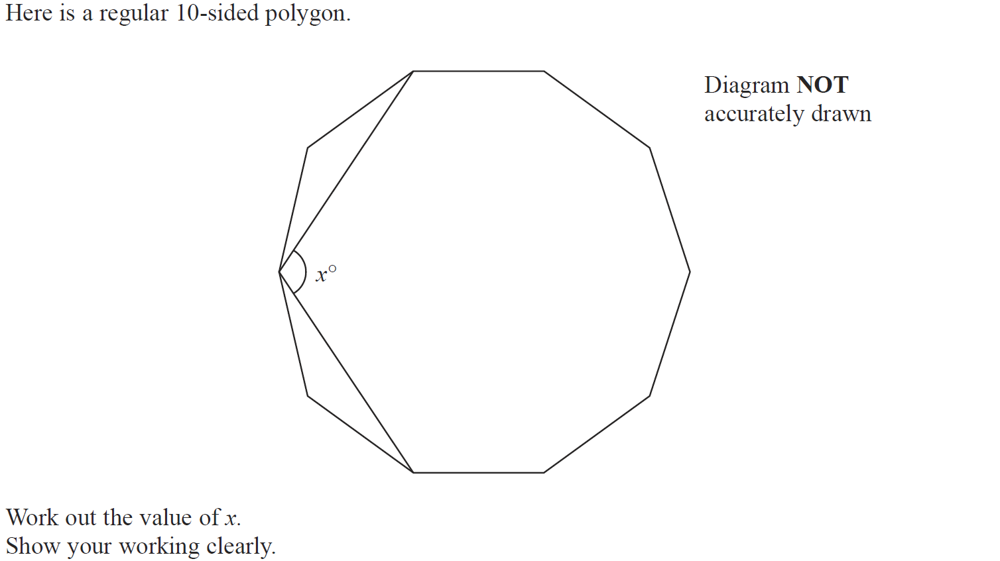 Here is a regular 10-sided polygon.
Diagram NOT
accurately drawn
x°
Work out the value of x.
Show your working clearly.